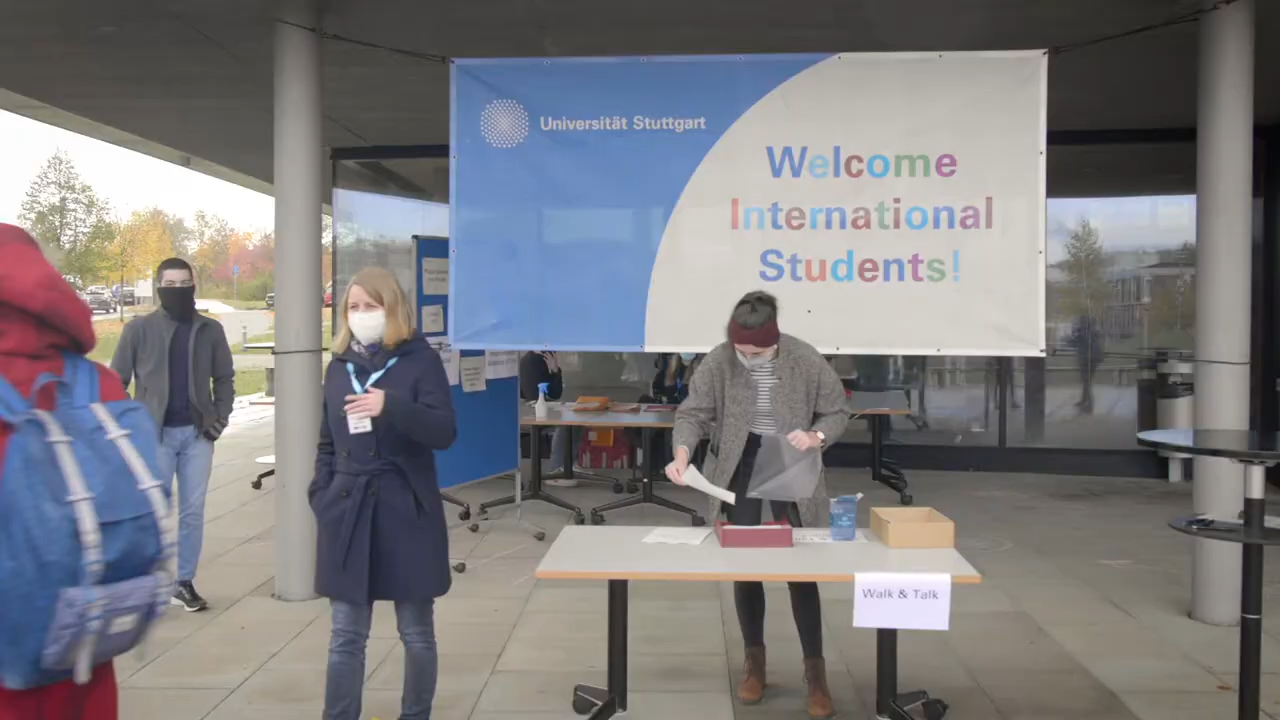 Universität Stuttgart
Welcome
International
Students!
Walk & Talk